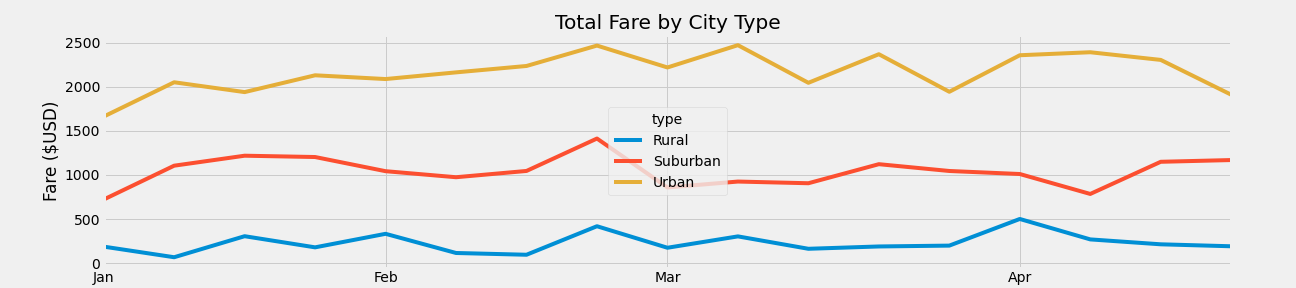 Total Fare by City Type
Fare ($USD)
2500
2000
1500
1000
500
0
type
Rural
Suburban
Urban
Jan Feb Mar Apr